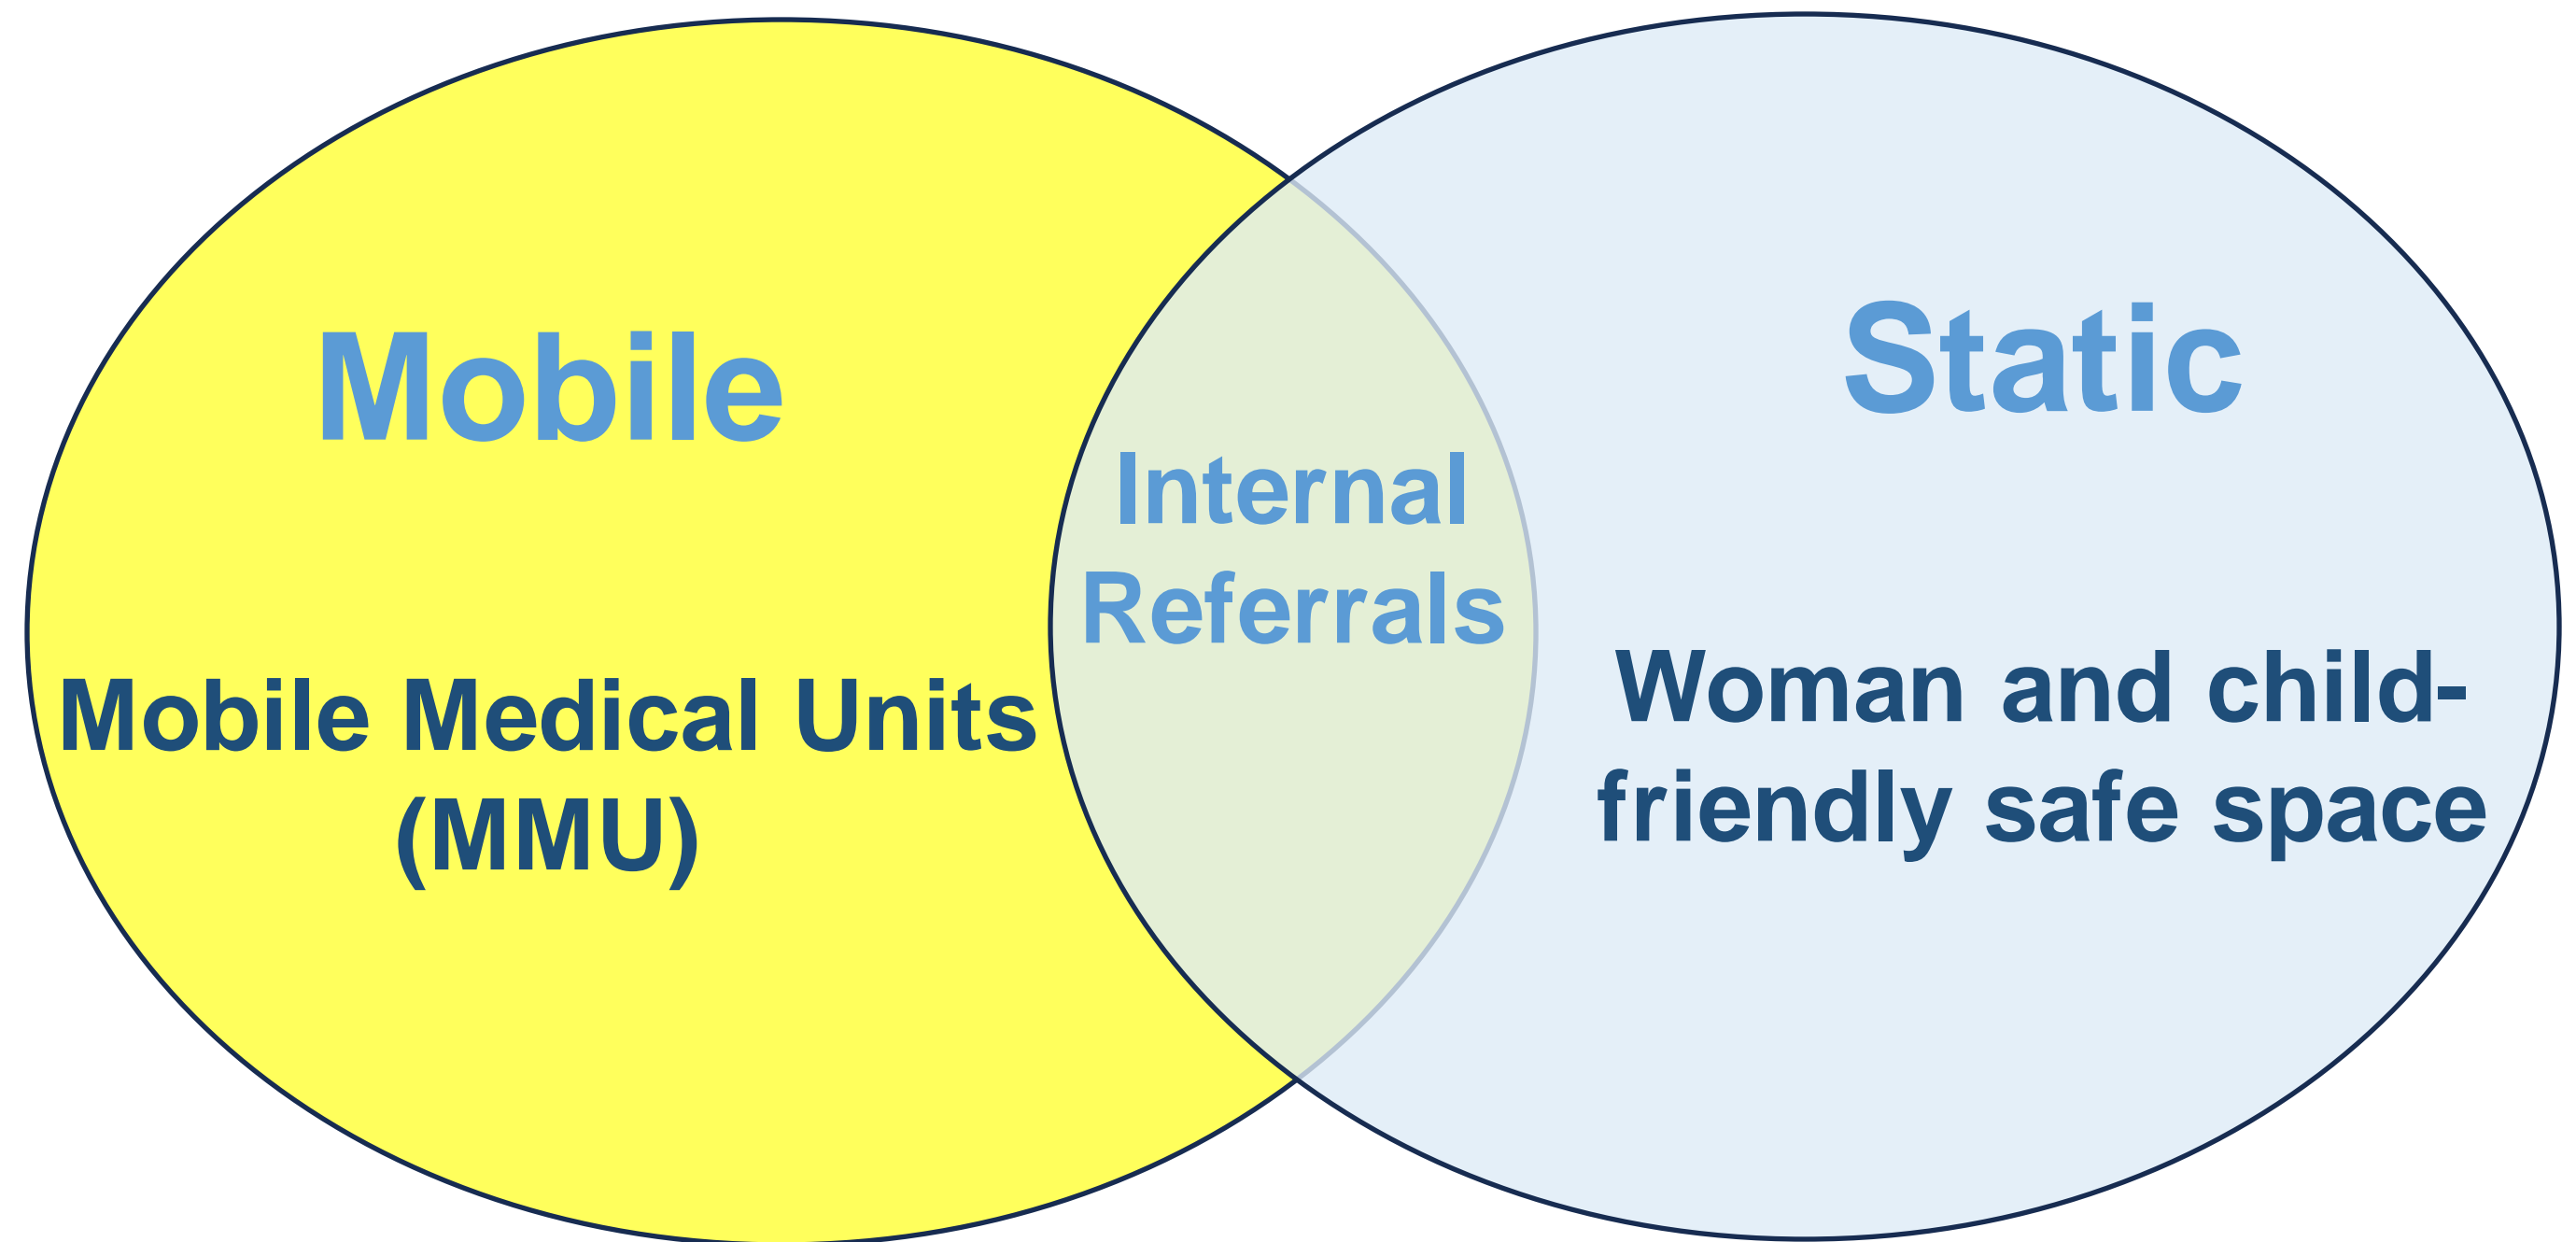 Mobile
Mobile Medical Units
(MMU)
Internal
Referrals
Static
Woman and child-
friendly safe space